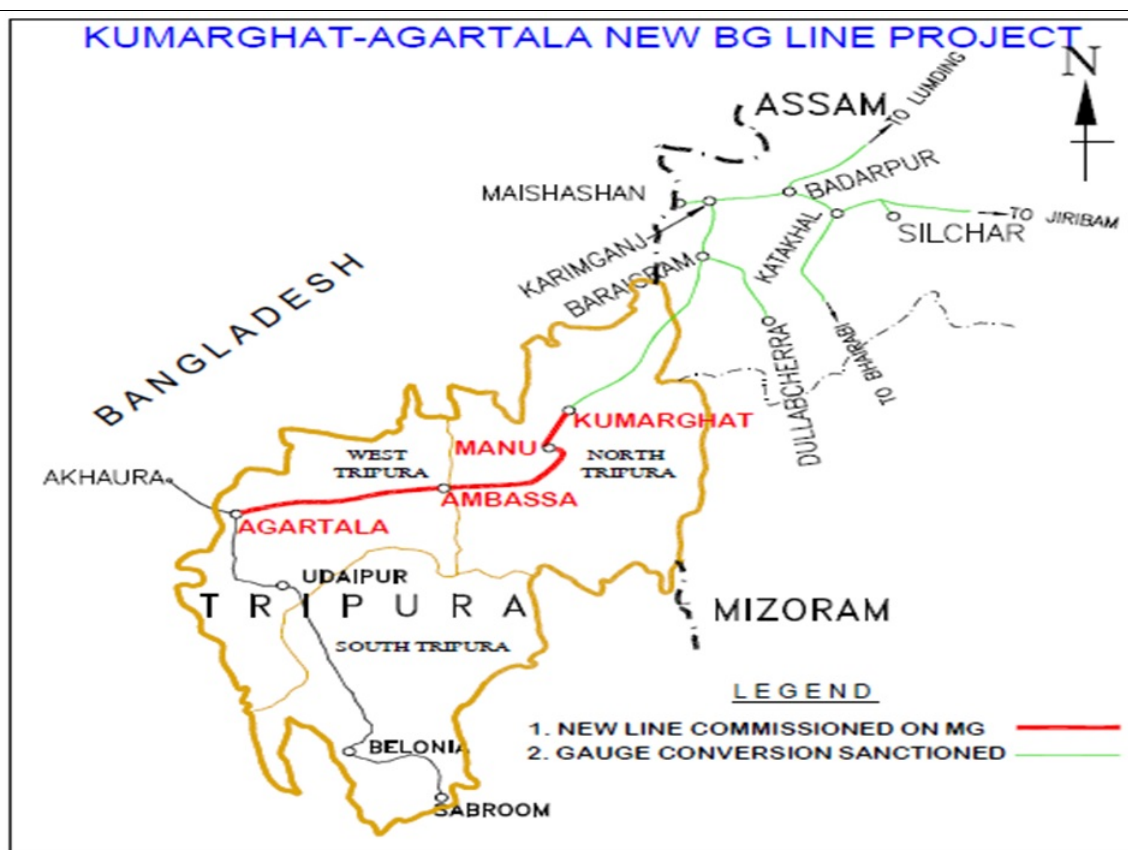 KUMARGHAT-AGARTALA NEW BG LINE PROJECT
N
ASSAM
TO LUMDING
MAISHASHAN
BADARPUR
KARIMGANJ
KATAKHAL
SILCHAR
TO JIRIBAM
BARAIGRAM
BANGLADESH
DULLABCHERRA
TO BHAIRABI
KUMARGHAT
MANU
WEST
TRIPURA
NORTH
TRIPURA
AKHAURA
AMBASSA
AGARTALA
UDAIPUR
TRIPURA
MIZORAM
SOUTH TRIPURA
LEGEND
1. NEW LINE COMMISSIONED ON MG
2. GAUGE CONVERSION SANCTIONED
BELONIA
SABROOM